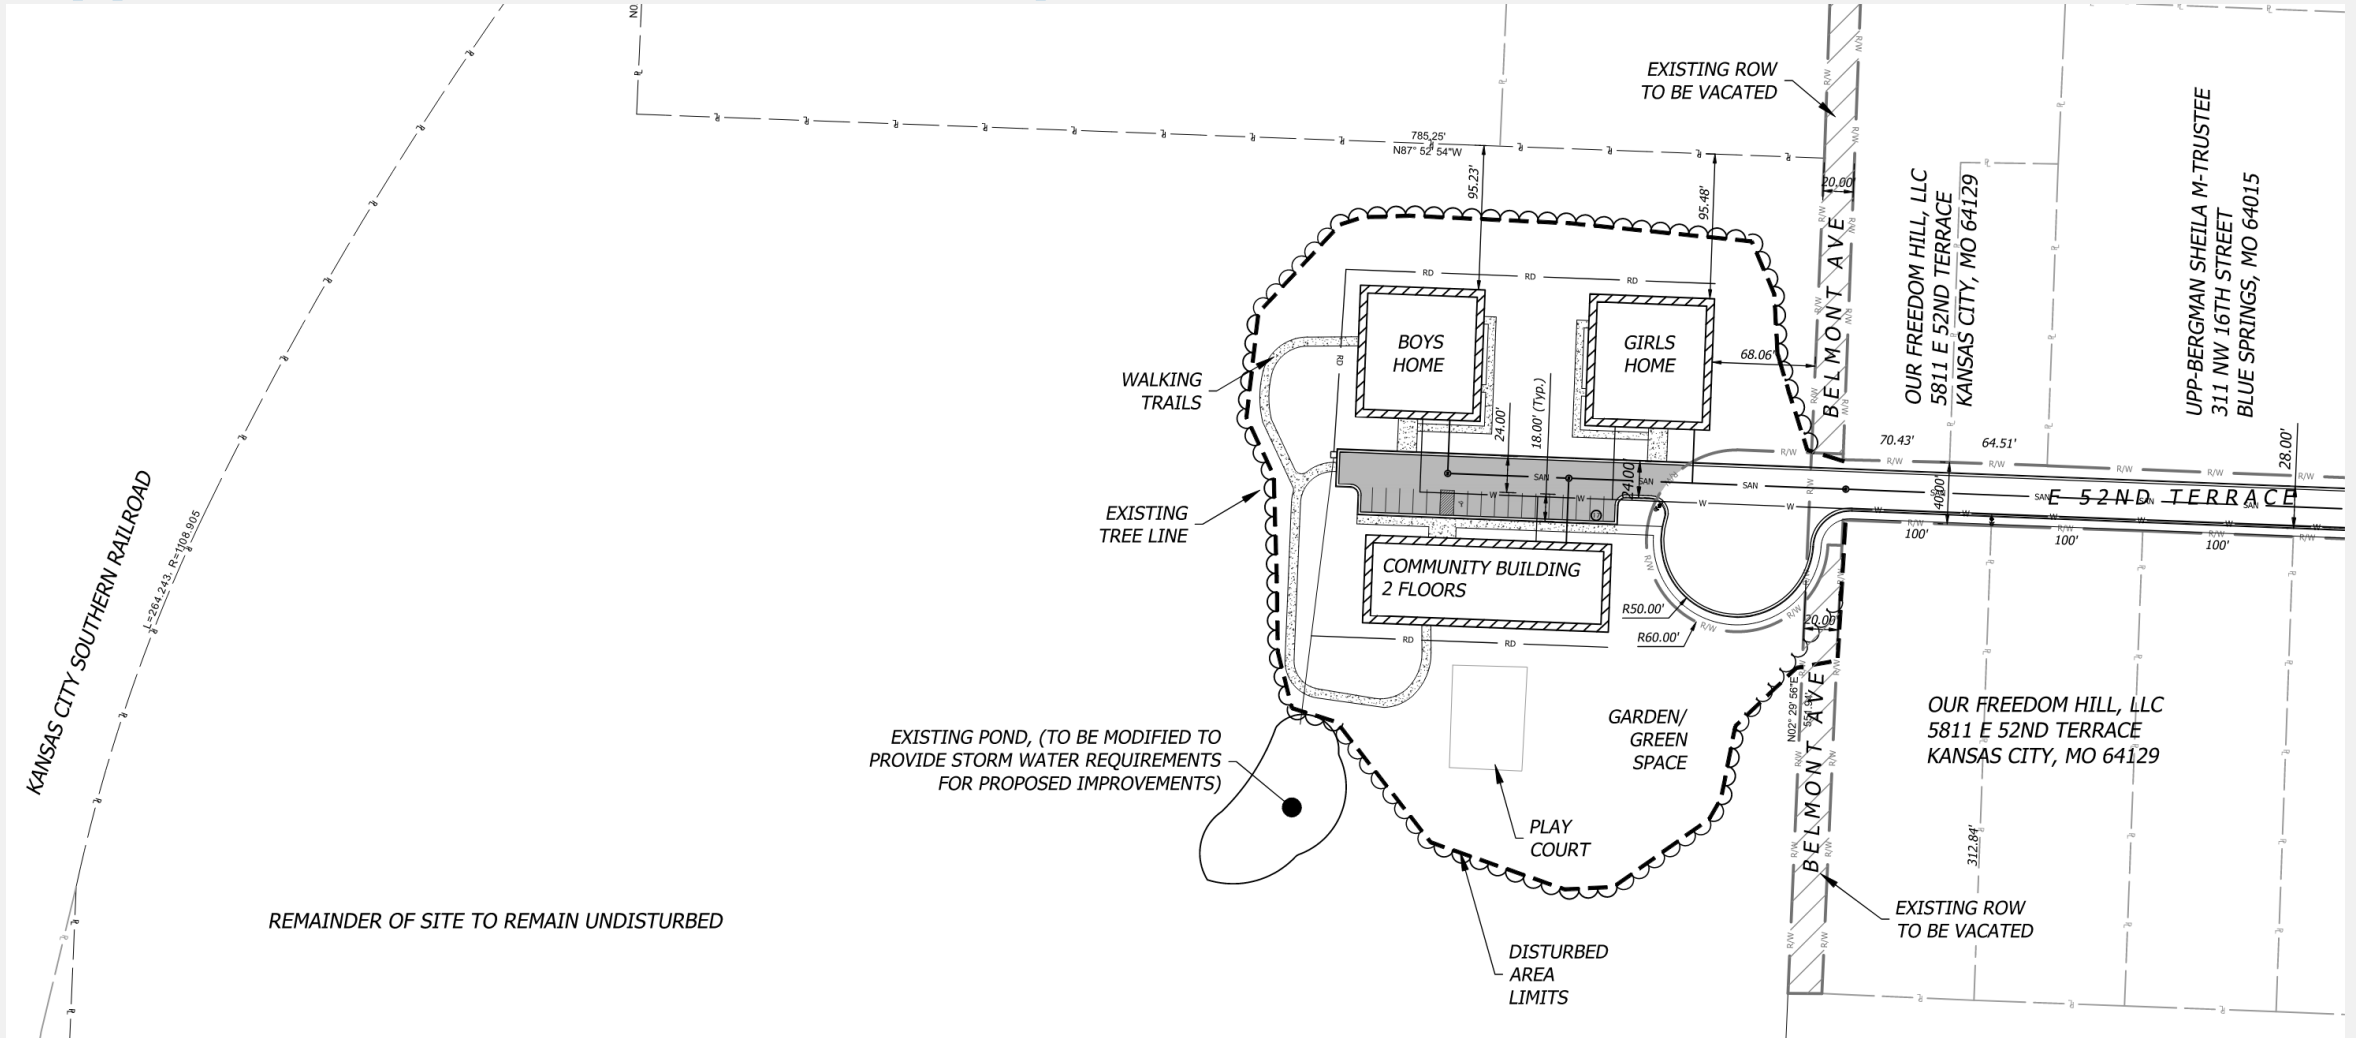 EXISTING ROW
TO BE VACATED
785.25'
N87° 52' 54"W
95.23'
95.48'
20.00'
BELMONT AVE
OUR FREEDOM HILL, LLC
5811 E 52ND TERRACE
KANSAS CITY, MO 64129
UPP-BERGMAN SHEILA M-TRUSTEE
311 NW 16TH STREET
BLUE SPRINGS, MO 64015
RD
RD
RD
RD
BOYS
HOME
GIRLS
HOME
68.06'
WALKING
TRAILS
24.00'
18.00' (Typ.)
24.00'
70.43'
64.51'
28.00'
40.00'
EXISTING
TREE LINE
SAN
SAN
SAN
SAN
SAN
SAN
W
W
W
W
W
E 52ND TERRACE
100'
100'
100'
COMMUNITY BUILDING
2 FLOORS
R50.00'
R60.00'
20.00'
RD
RD
KANSAS CITY SOUTHERN RAILROAD
L=264.243, R=1108.905
N02° 29' 56"E
BELMONT AVE
OUR FREEDOM HILL, LLC
5811 E 52ND TERRACE
KANSAS CITY, MO 64129
GARDEN/
GREEN
SPACE
EXISTING POND, (TO BE MODIFIED TO
PROVIDE STORM WATER REQUIREMENTS
FOR PROPOSED IMPROVEMENTS)
PLAY
COURT
312.84'
REMAINDER OF SITE TO REMAIN UNDISTURBED
EXISTING ROW
TO BE VACATED
DISTURBED
AREA
LIMITS